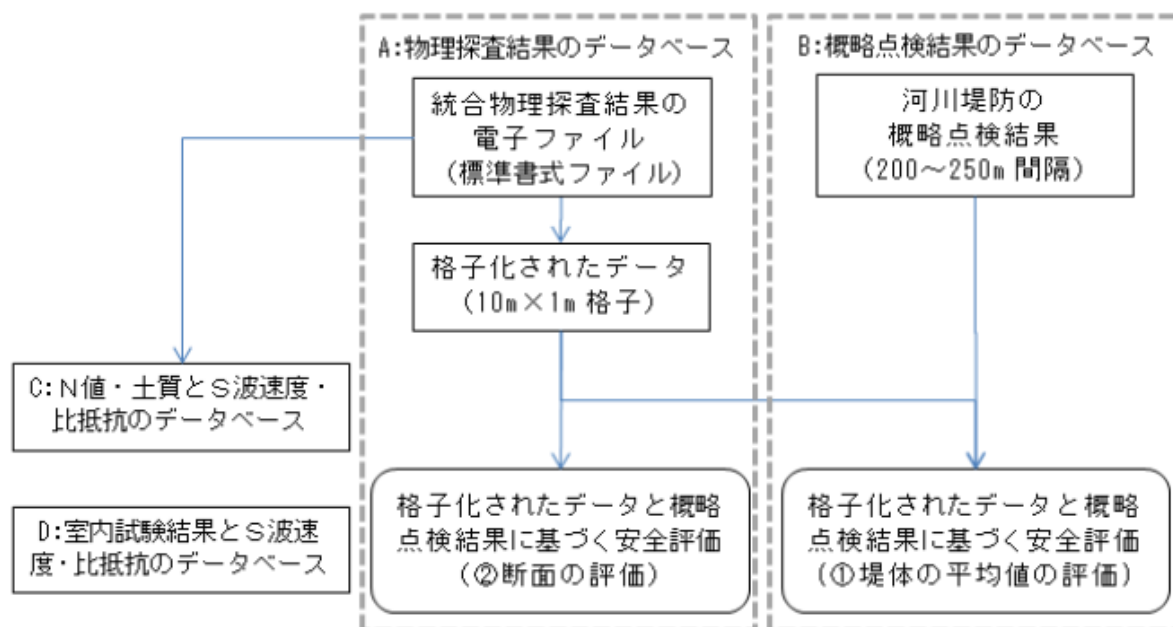 A:物理探査結果のデータベース
統合物理探査結果の
電子ファイル
(標準書式ファイル)
格子化されたデータ
(10m×1m 格子)
B:概略点検結果のデータベース
河川堤防の
概略点検結果
(200～250m 間隔)
C:N値・土質とS波速度・
比抵抗のデータベース
D:室内試験結果とS波速
度・比抵抗のデータベース
格子化されたデータと概略
点検結果に基づく安全評価
(②断面の評価)
格子化されたデータと概略
点検結果に基づく安全評価
(①堤体の平均値の評価)